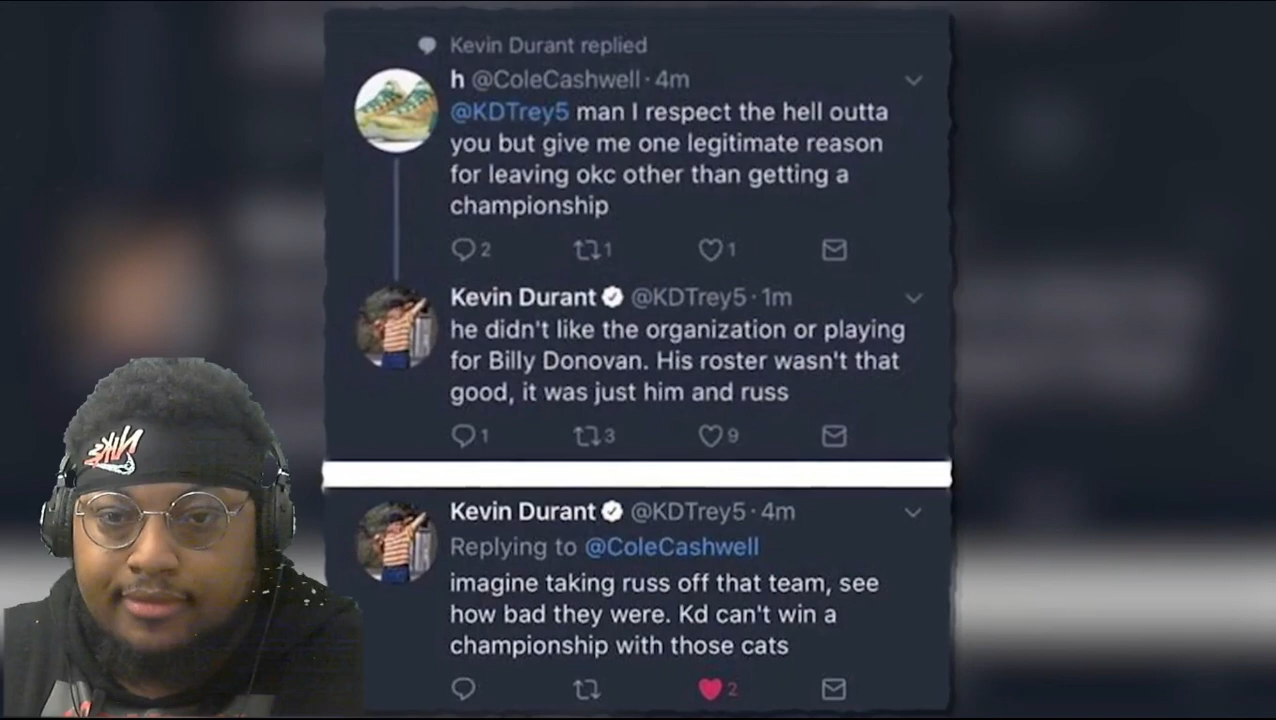 Kevin Durant replied
h @ColeCashwell · 4m
@KDTrey5 man I respect the hell outta
you but give me one legitimate reason
for leaving okc other than getting a
championship
2 1 1
Kevin Durant @KDTrey5 · 1m
he didn't like the organization or playing
for Billy Donovan. His roster wasn't that
good, it was just him and russ
1 3 9
Kevin Durant @KDTrey5 · 4m
Replying to @ColeCashwell
imagine taking russ off that team, see
how bad they were. Kd can't win a
championship with those cats
2
NIKE